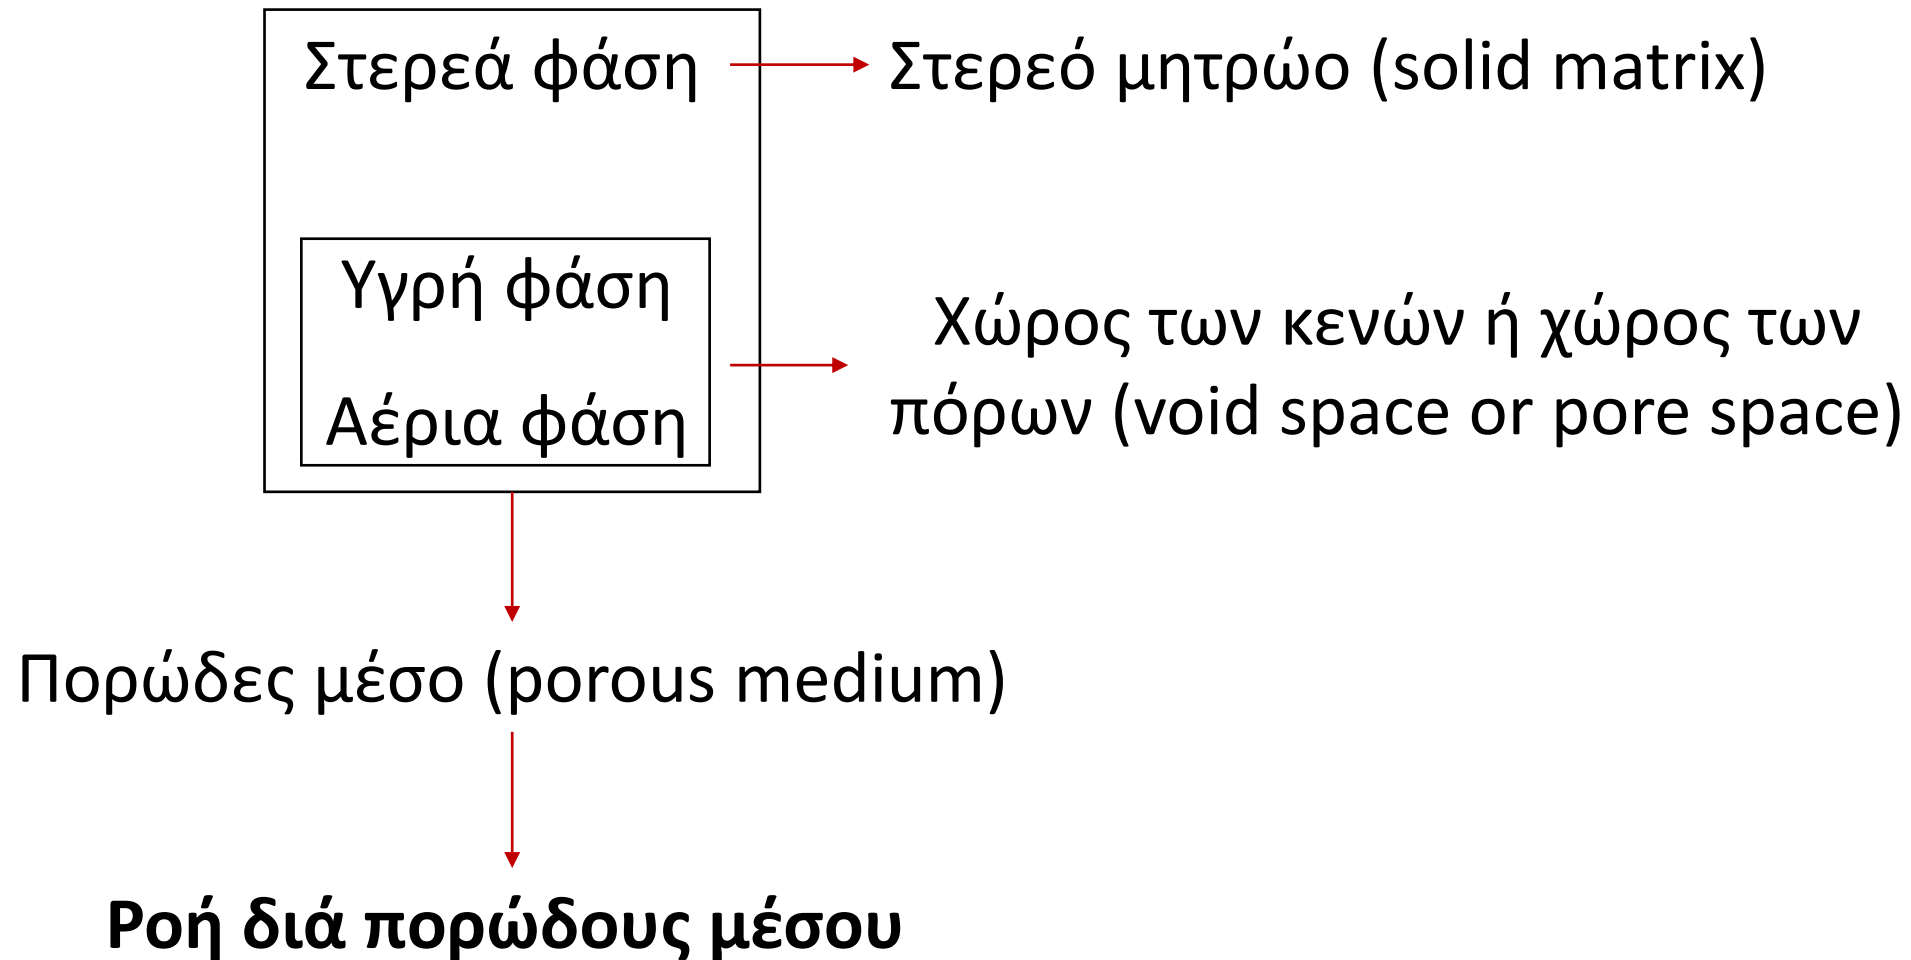 Στερεά φάση
Στερεό μητρώο (solid matrix)
Υγρή φάση
Αέρια φάση
Χώρος των κενών ή χώρος των
πόρων (void space or pore space)
Πορώδες μέσο (porous medium)
Ροή διά πορώδους μέσου